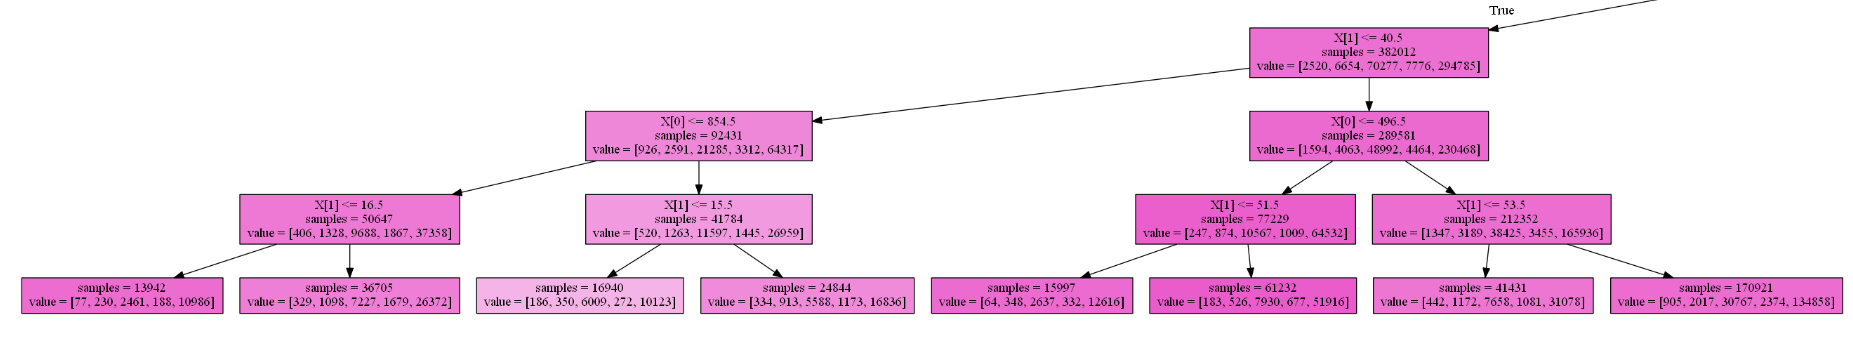 True
X[1] <= 40.5
samples = 382012
value = [2520, 6654, 70277, 7776, 294785]
X[0] <= 854.5
samples = 92431
value = [926, 2591, 21285, 3312, 64317]
X[0] <= 496.5
samples = 289581
value = [1594, 4063, 48992, 4464, 230468]
X[1] <= 16.5
samples = 50647
value = [406, 1328, 9688, 1867, 37358]
X[1] <= 15.5
samples = 41784
value = [520, 1263, 11597, 1445, 26959]
X[1] <= 51.5
samples = 77229
value = [247, 874, 10567, 1009, 64532]
X[1] <= 53.5
samples = 212352
value = [1347, 3189, 38425, 3455, 165936]
samples = 13942
value = [77, 230, 2461, 188, 10986]
samples = 36705
value = [329, 1098, 7227, 1679, 26372]
samples = 16940
value = [186, 350, 6009, 272, 10123]
samples = 24844
value = [334, 913, 5588, 1173, 16836]
samples = 15997
value = [64, 348, 2637, 332, 12616]
samples = 61232
value = [183, 526, 7930, 677, 51916]
samples = 41431
value = [442, 1172, 7658, 1081, 31078]
samples = 170921
value = [905, 2017, 30767, 2374, 134858]